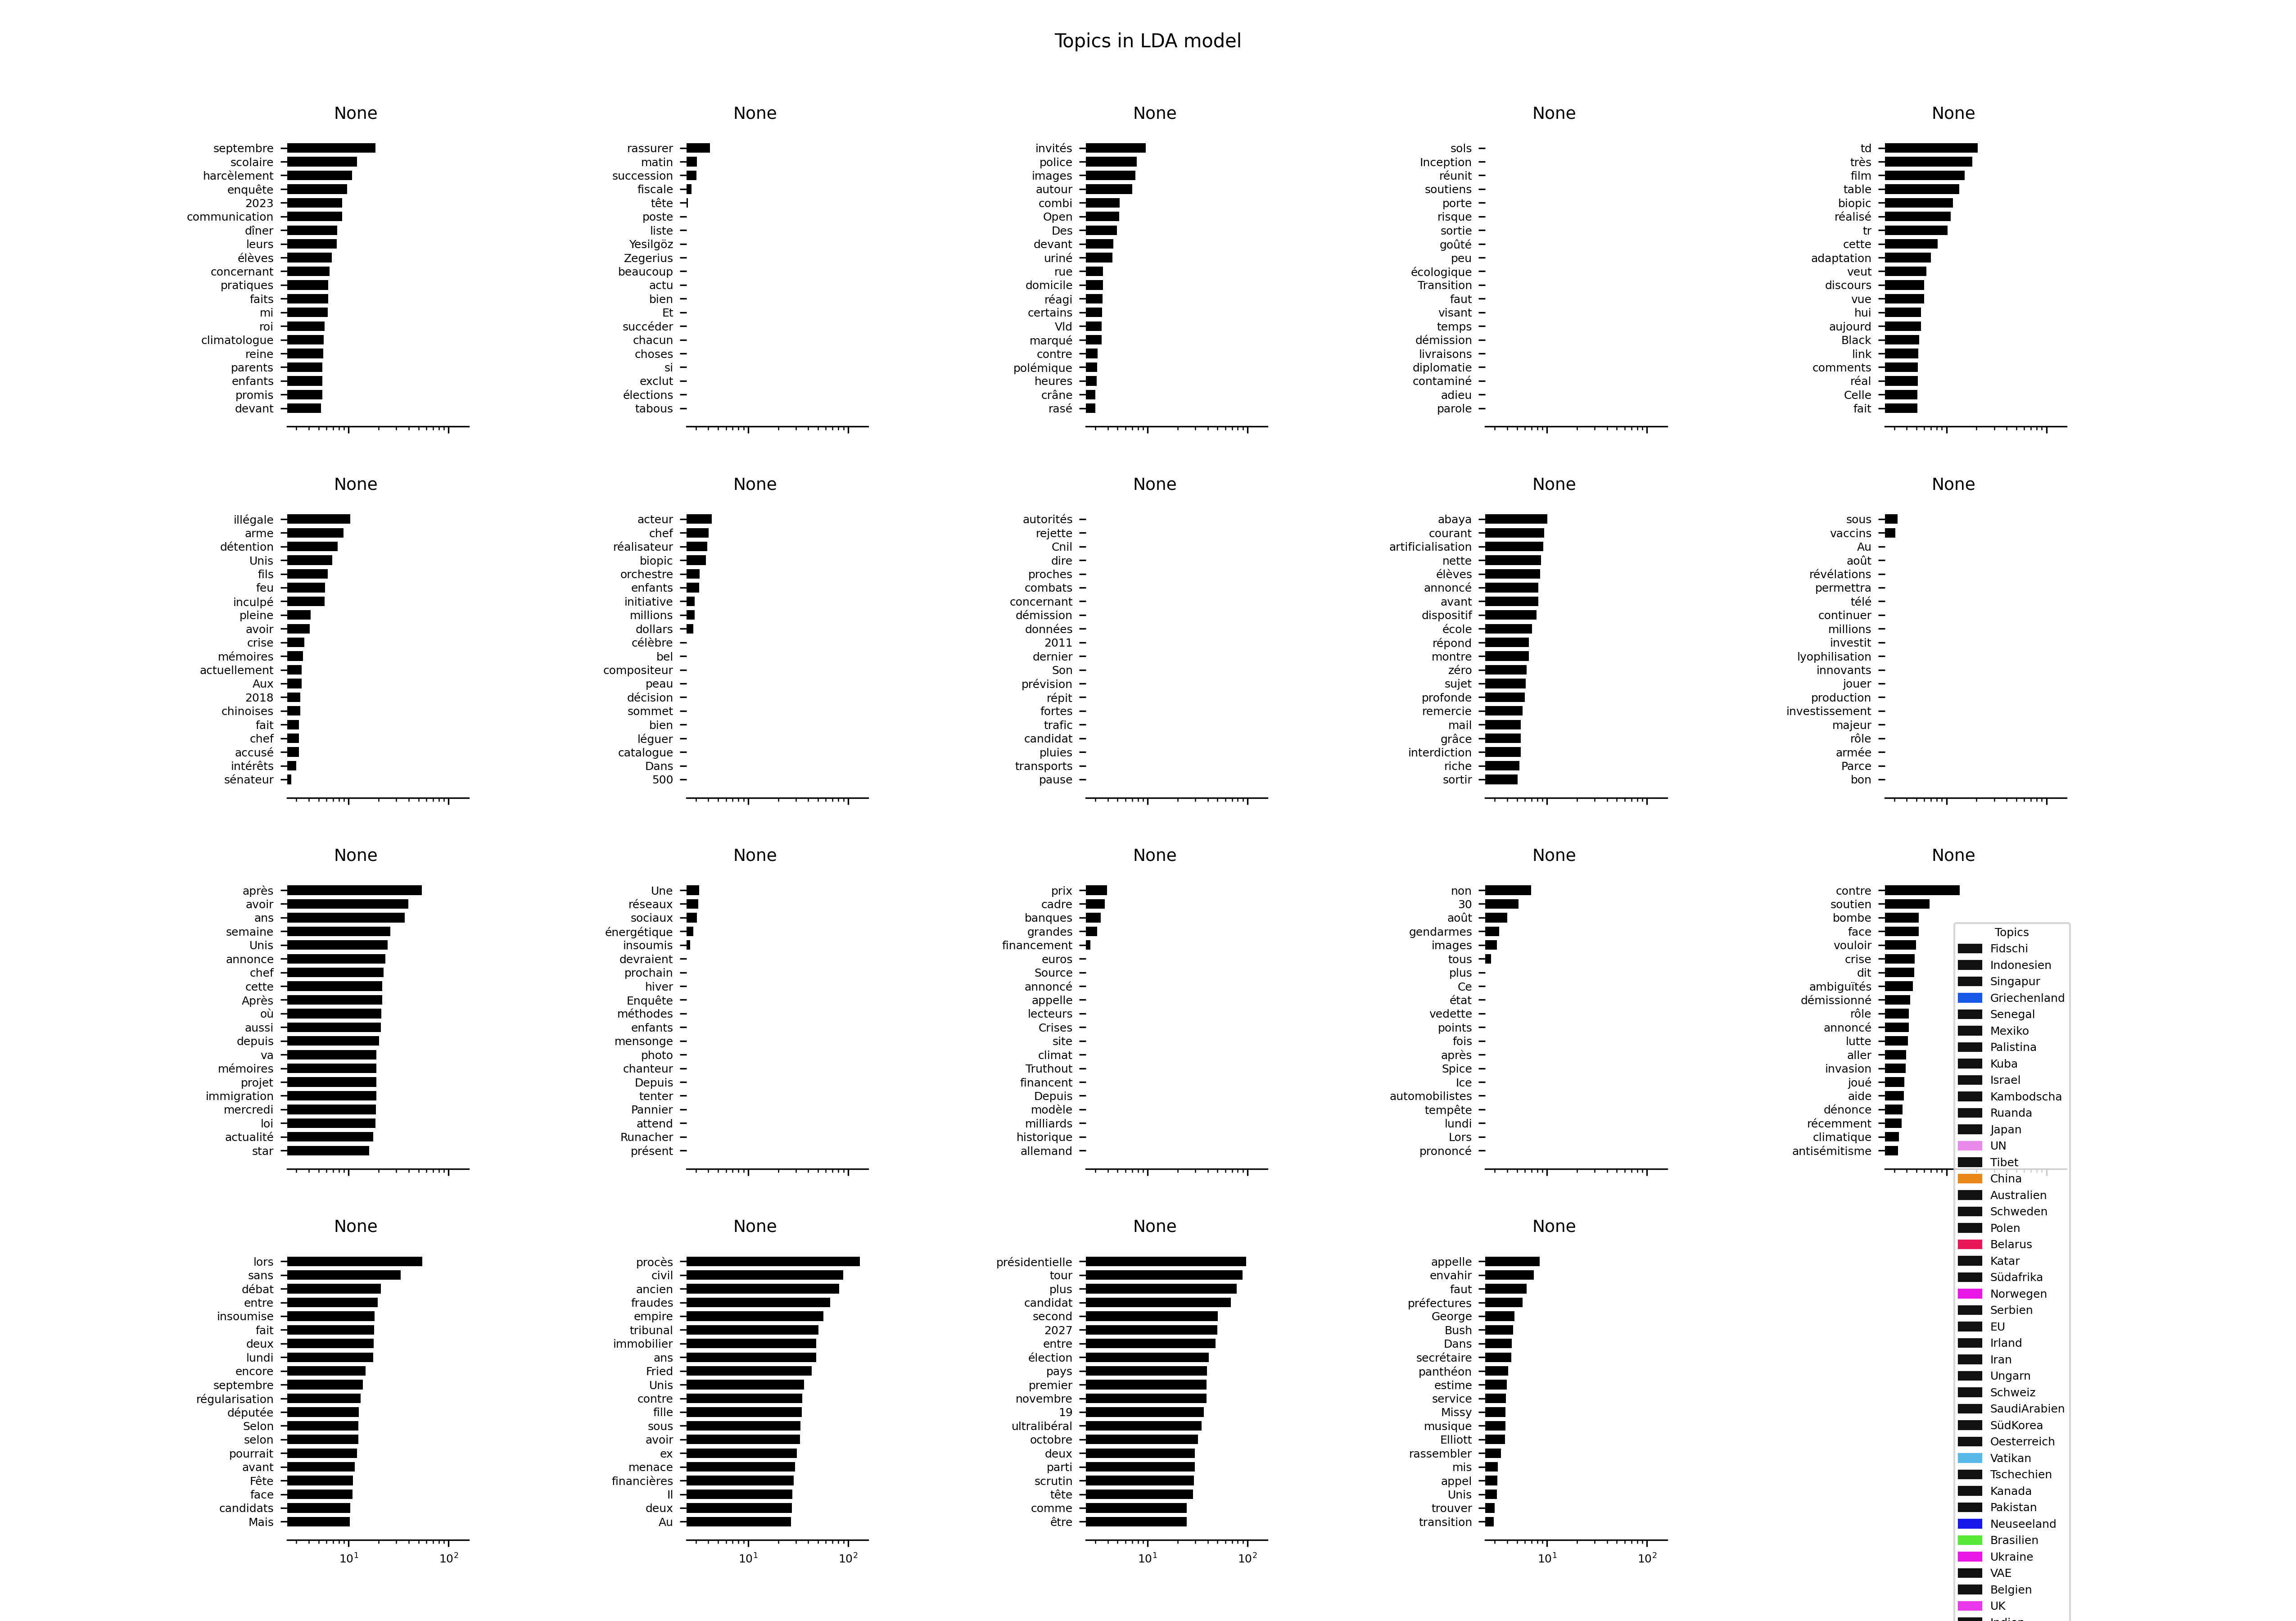 Topics in LDA model
None
septembre
scolaire
harcèlement
enquête
2023
communication
dîner
leurs
élèves
concernant
pratiques
faits
mi
roi
climatologue
reine
parents
enfants
promis
devant
None
rassurer
matin
succession
fiscale
tête
poste
liste
Yesilgöz
Zegerius
beaucoup
actu
bien
Et
succéder
chacun
choses
si
exclut
élections
tabous
None
invités
police
images
autour
combi
Open
Des
devant
uriné
rue
domicile
réagi
certains
Vld
marqué
contre
polémique
heures
crâne
rasé
None
sols
Inception
réunit
soutiens
porte
risque
sortie
goûté
peu
écologique
Transition
faut
visant
temps
démission
livraisons
diplomatie
contaminé
adieu
parole
None
td
très
film
table
biopic
réalisé
tr
cette
adaptation
veut
discours
vue
hui
aujourd
Black
link
comments
réal
Celle
fait
None
illégale
arme
détention
Unis
fils
feu
inculpé
pleine
avoir
crise
mémoires
actuellement
Aux
2018
chinoises
fait
chef
accusé
intérêts
sénateur
None
acteur
chef
réalisateur
biopic
orchestre
enfants
initiative
millions
dollars
célèbre
bel
compositeur
peau
décision
sommet
bien
léguer
catalogue
Dans
500
None
autorités
rejette
Cnil
dire
proches
combats
concernant
démission
données
2011
dernier
Son
prévision
répit
fortes
trafic
candidat
pluies
transports
pause
None
abaya
courant
artificialisation
nette
élèves
annoncé
avant
dispositif
école
répond
montre
zéro
sujet
profonde
remercie
mail
grâce
interdiction
riche
sortir
None
sous
vaccins
Au
août
révélations
permettra
télé
continuer
millions
investit
lyophilisation
innovants
jouer
production
investissement
majeur
rôle
armée
Parce
bon
None
après
avoir
ans
semaine
Unis
annonce
chef
cette
Après
où
aussi
depuis
va
mémoires
projet
immigration
mercredi
loi
actualité
star
None
Une
réseaux
sociaux
énergétique
insoumis
devraient
prochain
hiver
Enquête
méthodes
enfants
mensonge
photo
chanteur
Depuis
tenter
Pannier
attend
Runacher
présent
None
prix
cadre
banques
grandes
financement
euros
Source
annoncé
appelle
lecteurs
Crises
site
climat
Truthout
financent
Depuis
modèle
milliards
historique
allemand
None
non
30
août
gendarmes
images
tous
plus
Ce
état
vedette
points
fois
après
Spice
Ice
automobilistes
tempête
lundi
Lors
prononcé
None
contre
soutien
bombe
face
vouloir
crise
dit
ambiguïtés
démissionné
rôle
annoncé
lutte
aller
invasion
joué
aide
dénonce
récemment
climatique
antisémitisme
None
lors
sans
débat
entre
insoumise
fait
deux
lundi
encore
septembre
régularisation
députée
Selon
selon
pourrait
avant
Fête
face
candidats
Mais
10¹ 10²
None
procès
civil
ancien
fraudes
empire
tribunal
immobilier
ans
Fried
Unis
contre
fille
sous
avoir
ex
menace
financières
Il
deux
Au
10¹ 10²
None
présidentielle
tour
plus
candidat
second
2027
entre
élection
pays
premier
novembre
19
ultralibéral
octobre
deux
parti
scrutin
tête
comme
être
10¹ 10²
None
appelle
envahir
faut
préfectures
George
Bush
Dans
secrétaire
panthéon
estime
service
Missy
musique
Elliott
rassembler
mis
appel
Unis
trouver
transition
10¹ 10²
Topics
Fidschi
Indonesien
Singapur
Griechenland
Senegal
Mexiko
Palistina
Kuba
Israel
Kambodscha
Ruanda
Japan
UN
Tibet
China
Australien
Schweden
Polen
Belarus
Katar
Südafrika
Norwegen
Serbien
EU
Irland
Iran
Ungarn
Schweiz
SaudiArabien
SüdKorea
Oesterreich
Vatikan
Tschechien
Kanada
Pakistan
Neuseeland
Brasilien
Ukraine
VAE
Belgien
UK